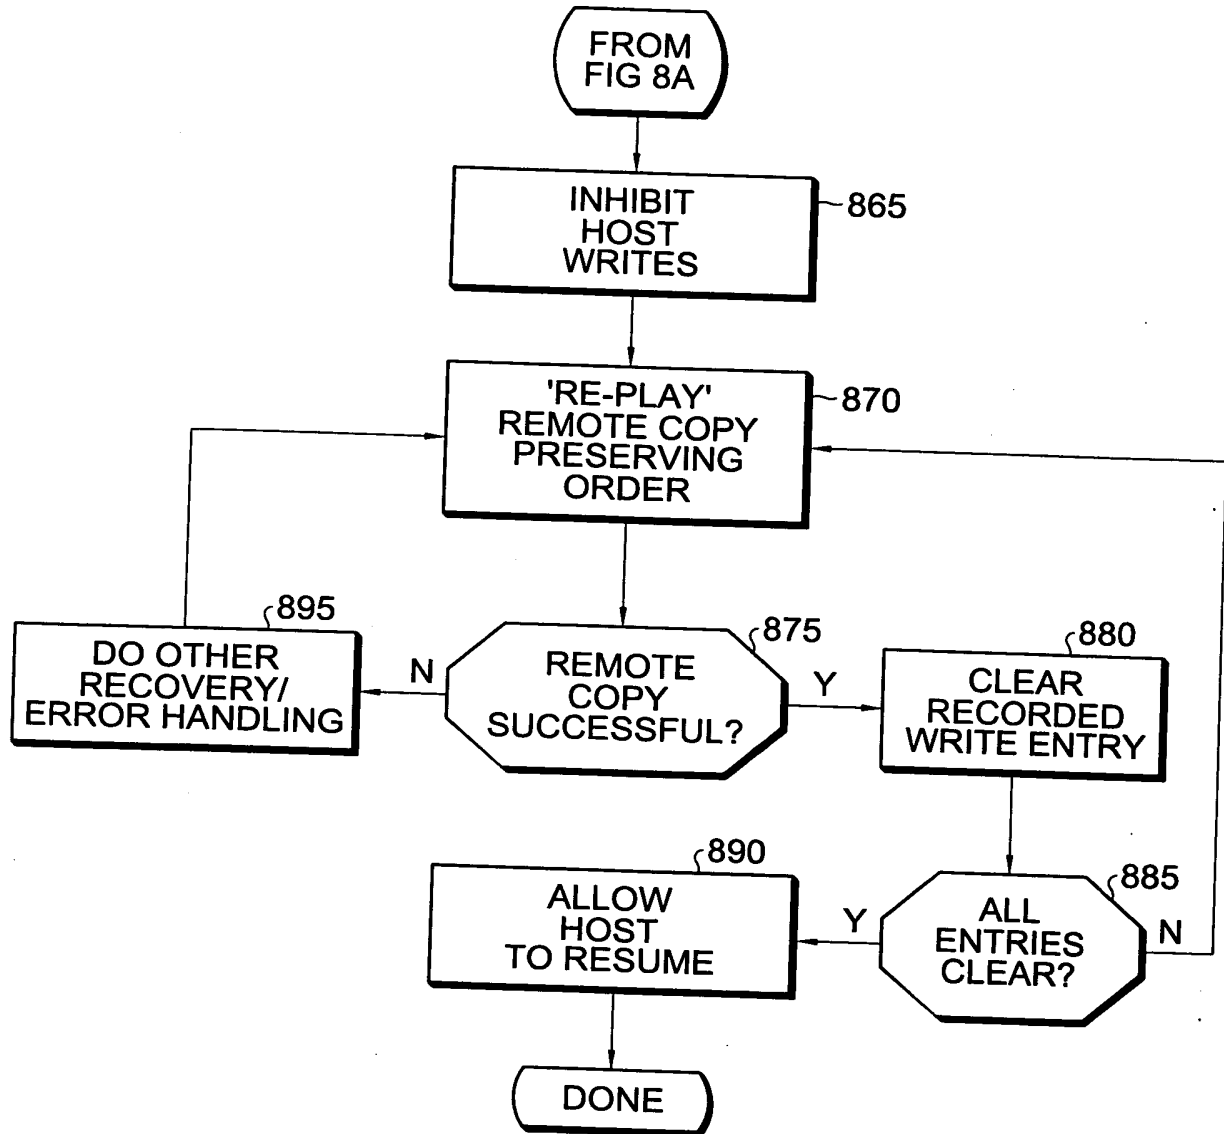 FROM
FIG 8A
INHIBIT
HOST
WRITES
865
'RE-PLAY'
REMOTE COPY
PRESERVING
ORDER
870
895
DO OTHER
RECOVERY/
ERROR HANDLING
N
875
REMOTE
COPY
SUCCESSFUL?
Y
880
CLEAR
RECORDED
WRITE ENTRY
890
ALLOW
HOST
TO RESUME
Y
885
ALL
ENTRIES
CLEAR?
N
DONE